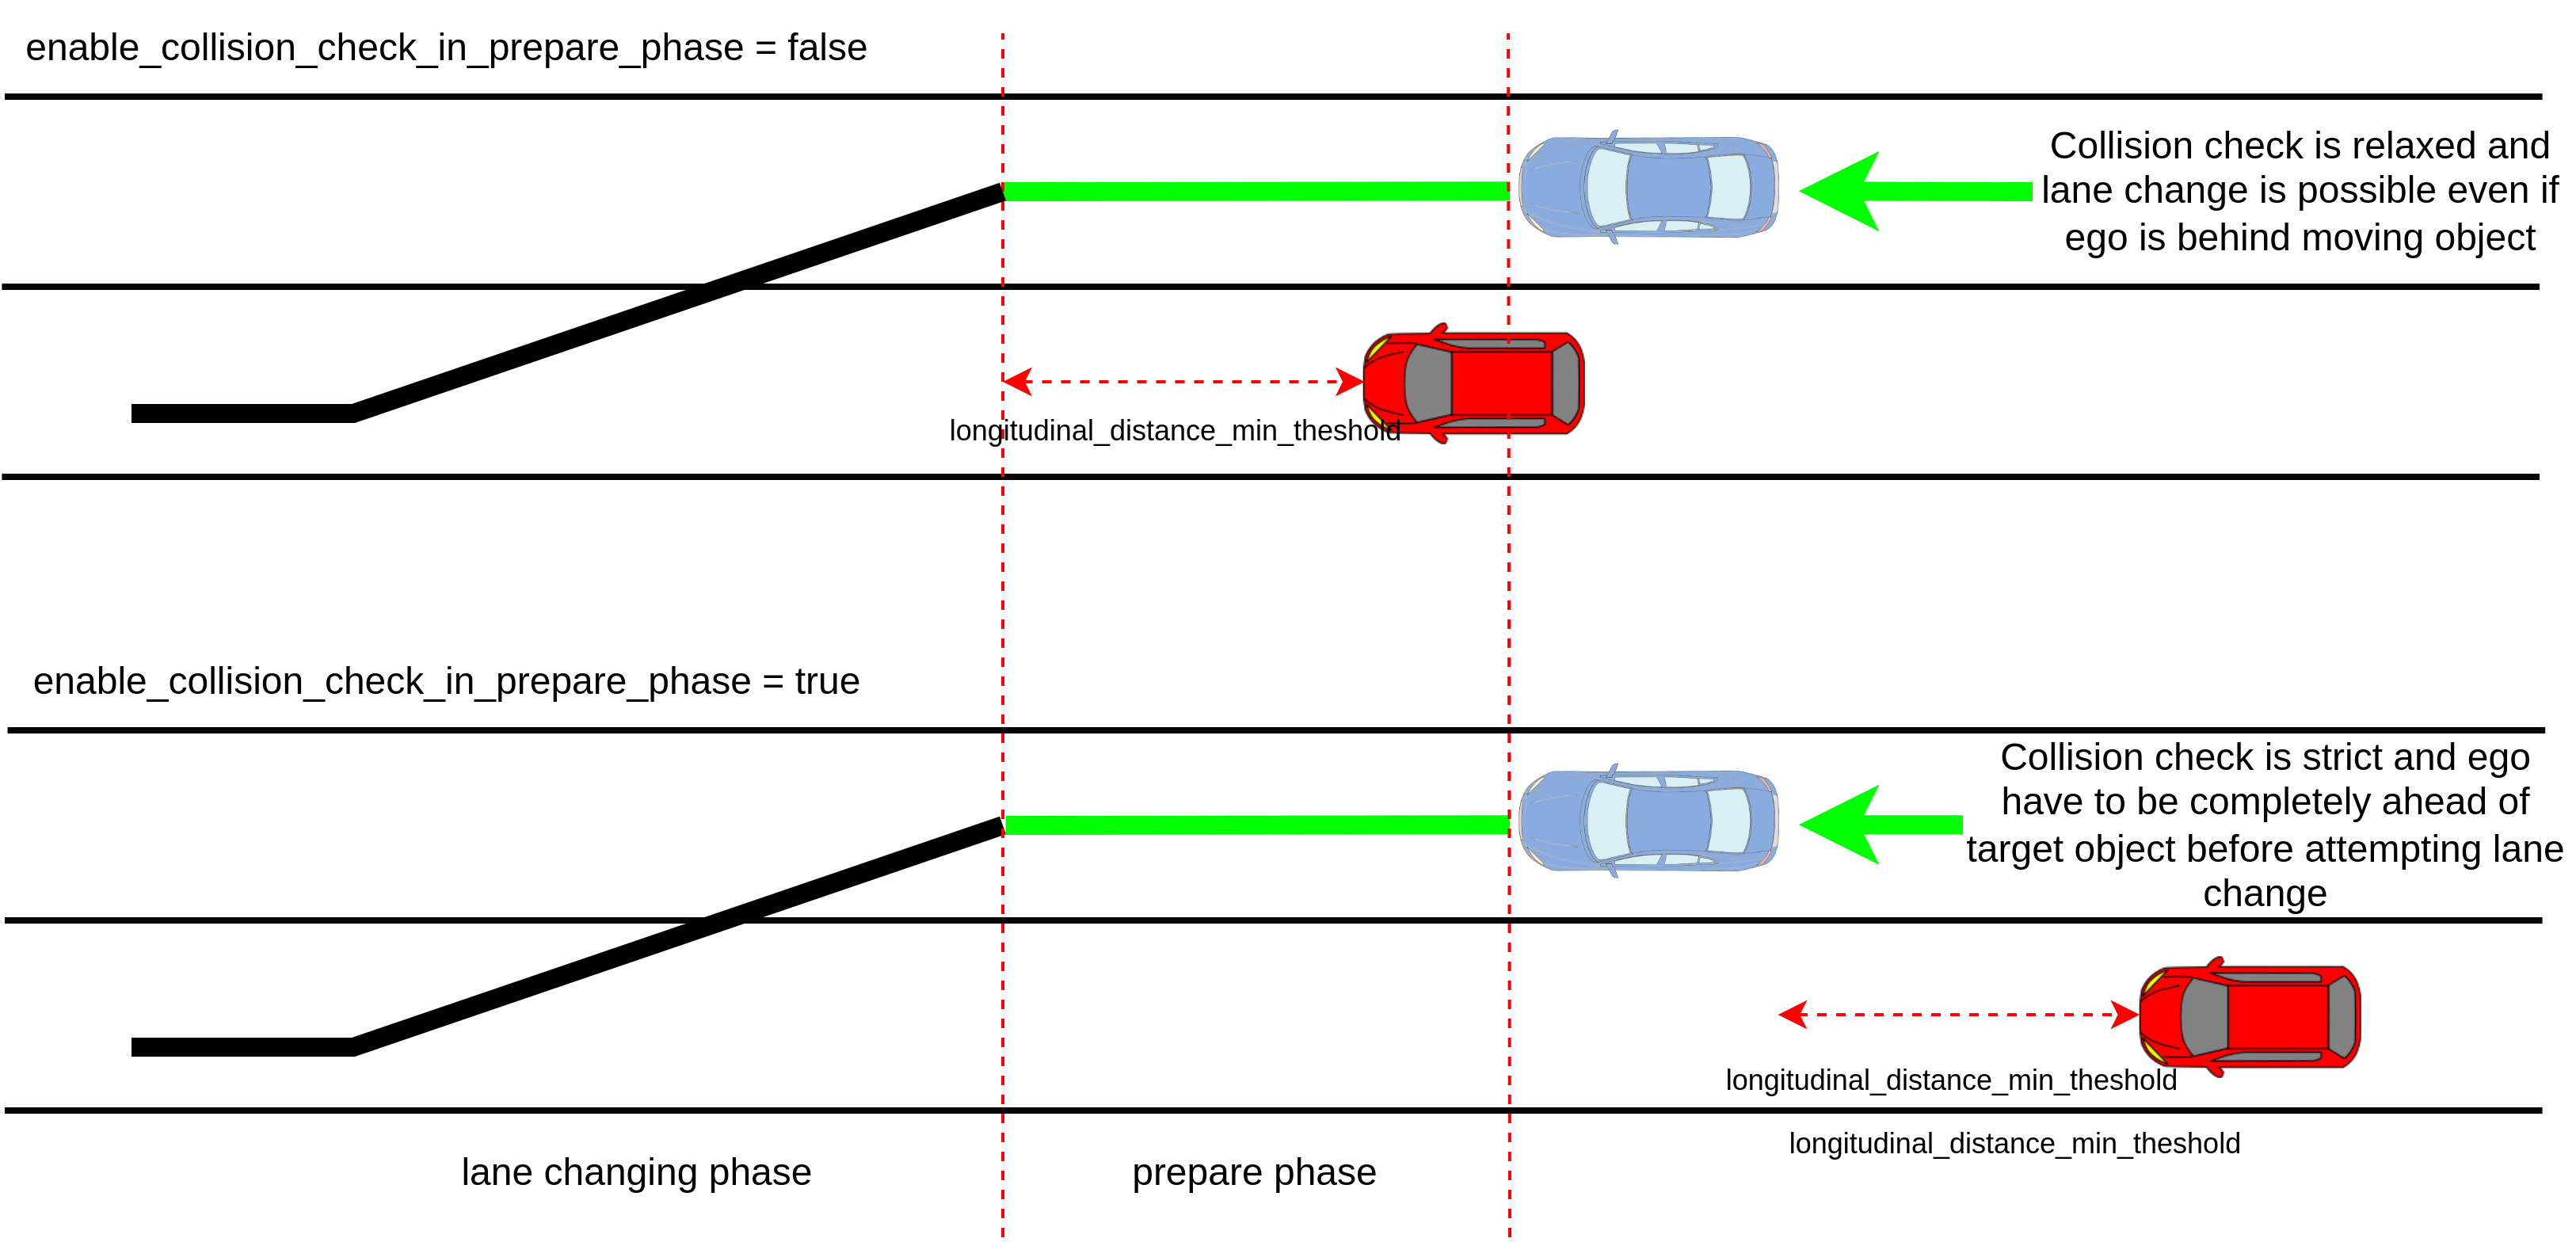 enable_collision_check_in_prepare_phase = false
Collision check is relaxed and
lane change is possible even if
ego is behind moving object
longitudinal_distance_min_theshold
enable_collision_check_in_prepare_phase = true
Collision check is strict and ego
have to be completely ahead of
target object before attempting lane
change
longitudinal_distance_min_theshold
longitudinal_distance_min_theshold
lane changing phase
prepare phase